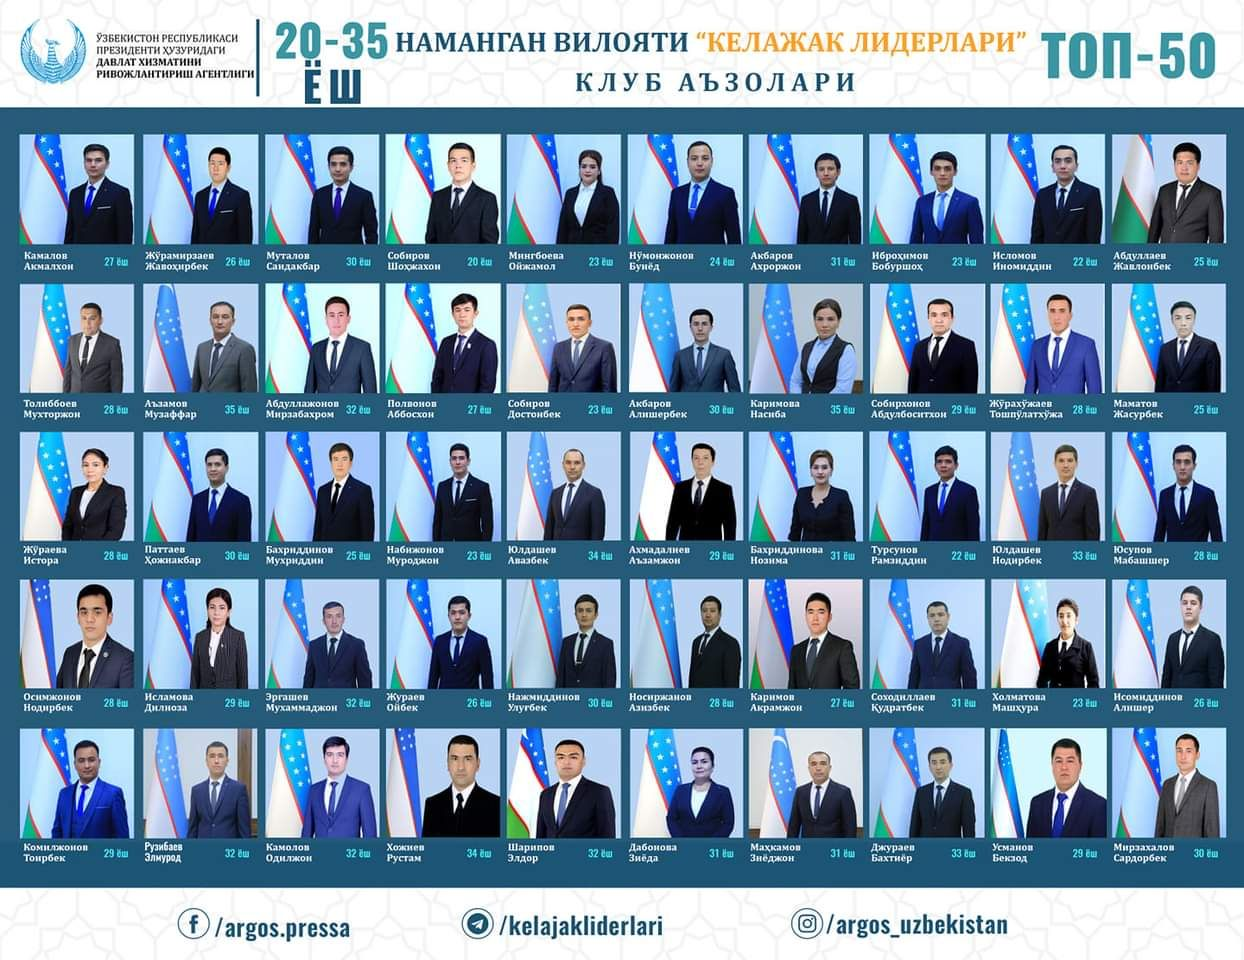 ЎЗБЕКИСТОН РЕСПУБЛИКАСИ
ПРЕЗИДЕНТИ ҲУЗУРИДАГИ
ДАВЛАТ ХИЗМАТИНИ
РИВОЖЛАНТИРИШ АГЕНТЛИГИ
20-35
ЁШ
НАМАНГАН ВИЛОЯТИ “КЕЛАЖАК ЛИДЕРЛАРИ”
КЛУБ АЪЗОЛАРИ
ТОП-50
Камалов
Акмалхон 27 ёш
Жўрамирзаев
Жавоҳирбек 26 ёш
Муталов
Саидакбар 30 ёш
Собиров
Шоҳжахон 20 ёш
Мингбоева
Ойжамол 23 ёш
Нўмонжонов
Бунёд 24 ёш
Акбаров
Ахроржон 31 ёш
Иброҳимов
Бобуршоҳ 23 ёш
Исломов
Иномиддин 22 ёш
Абдуллаев
Жавлонбек 25 ёш
Толиббоев
Мухторжон 28 ёш
Аъзамов
Музаффар 35 ёш
Абдуллажонов
Мирзабахром 32 ёш
Полвонов
Аббосхон 27 ёш
Собиров
Достонбек 23 ёш
Акбаров
Алишербек 30 ёш
Каримова
Насиба 35 ёш
Собирхонов
Абдулбоситхон 29 ёш
Жўрахўжаев
Тошпўлатхўжа 28 ёш
Маматов
Жасурбек 25 ёш
Жўраева
Истора 28 ёш
Паттаев
Ҳожиакбар 30 ёш
Бахриддинов
Мухриддин 25 ёш
Набижонов
Муроджон 23 ёш
Юлдашев
Авазбек 34 ёш
Ахмадалиев
Аъзамжон 29 ёш
Бахриддинова
Нозима 31 ёш
Турсунов
Рамзиддин 22 ёш
Юлдашев
Нодирбек 33 ёш
Юсупов
Мабашшер 28 ёш
Осимжонов
Нодирбек 28 ёш
Исламова
Дилноза 29 ёш
Эргашев
Мухаммаджон 32 ёш
Жураев
Ойбек 26 ёш
Нажмиддинов
Улуғбек 30 ёш
Носиржанов
Азизбек 28 ёш
Каримов
Акрамжон 27 ёш
Соходиллаев
Қудратбек 31 ёш
Холматова
Машҳура 23 ёш
Исомиддинов
Алишер 26 ёш
Комилжонов
Тоирбек 29 ёш
Рузибаев
Элмурод 32 ёш
Камолов
Одилжон 32 ёш
Хожиев
Рустам 34 ёш
Шарипов
Элдор 32 ёш
Дабонова
Зиёда 31 ёш
Маҳкамов
Зиёджон 31 ёш
Джураев
Бахтиёр 33 ёш
Усманов
Бекзод 29 ёш
Мирзахалов
Сардорбек 30 ёш
/argos.pressa
/kelajakliderlari
/argos_uzbekistan